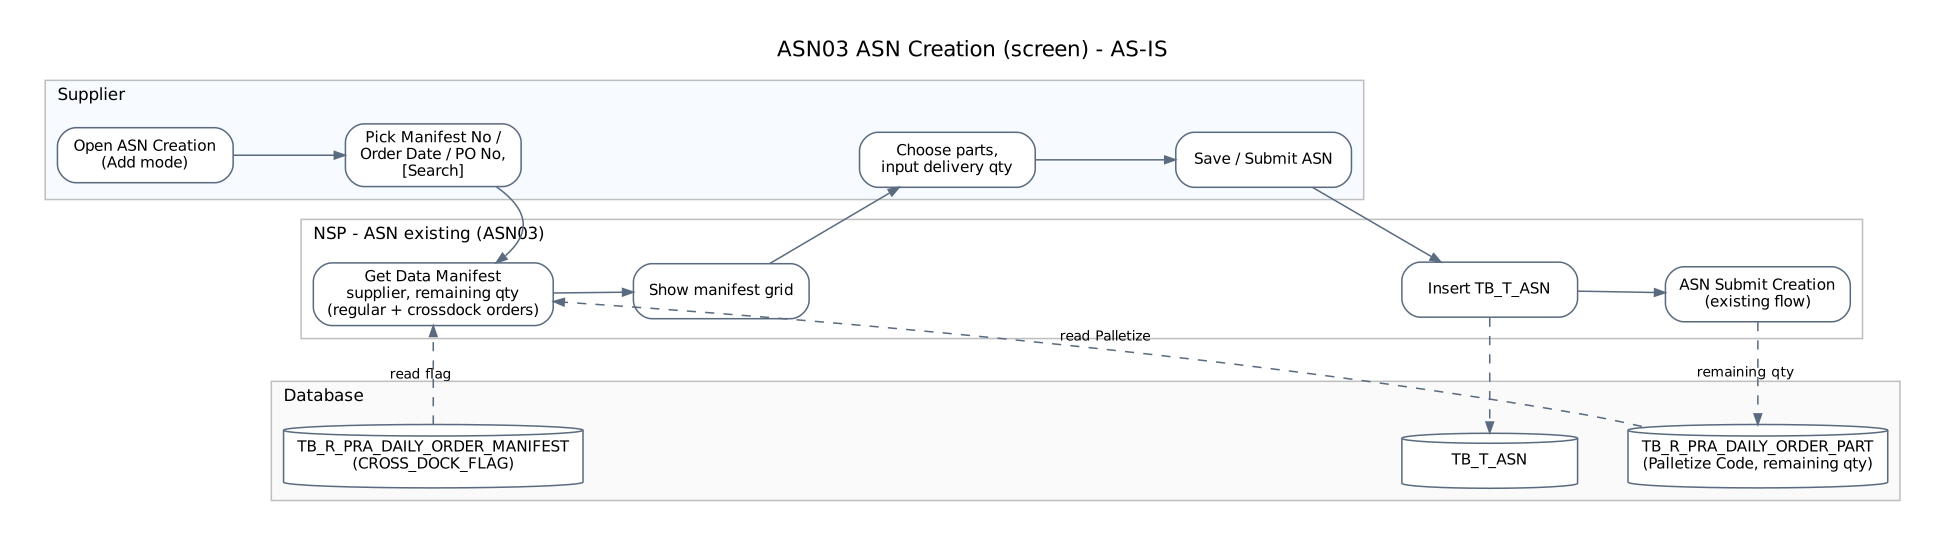 ASN03 ASN Creation (screen) - AS-IS
Supplier
Open ASN Creation
(Add mode)
Pick Manifest No /
Order Date / PO No,
[Search]
Choose parts,
input delivery qty
Save / Submit ASN
NSP - ASN existing (ASN03)
Get Data Manifest
supplier, remaining qty
(regular + crossdock orders)
Show manifest grid
Insert TB_T_ASN
ASN Submit Creation
(existing flow)
read Palletize
read flag
remaining qty
Database
TB_R_PRA_DAILY_ORDER_MANIFEST
(CROSS_DOCK_FLAG)
TB_T_ASN
TB_R_PRA_DAILY_ORDER_PART
(Palletize Code, remaining qty)